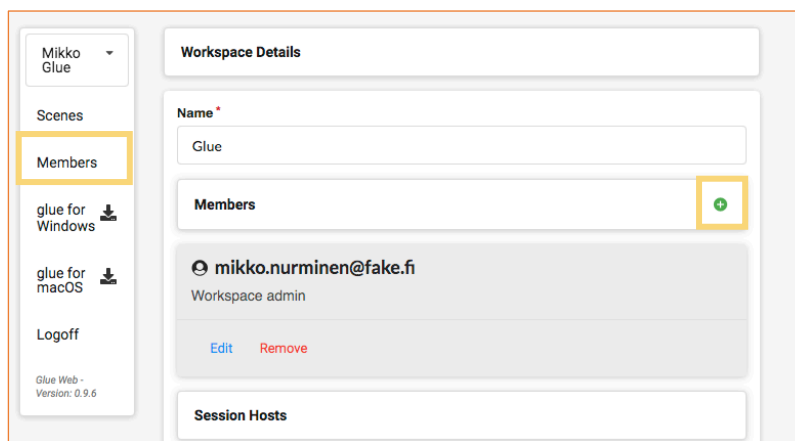 Mikko
Glue
Scenes
Members
glue for
Windows
glue for
macOS
Logoff
Glue Web -
Version: 0.9.6
Workspace Details
Name *
Glue
Members
mikko.nurminen@fake.fi
Workspace admin
Edit Remove
Session Hosts